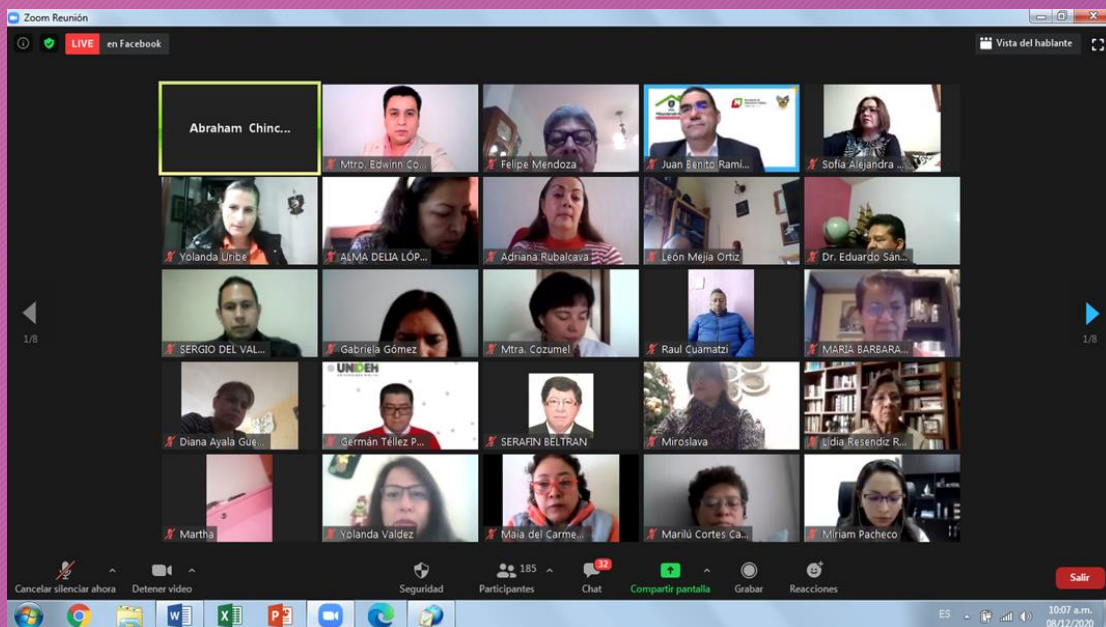 Zoom Reunión
LIVE en Facebook
Vista del hablante
Abraham Chinc...
Mtro. Edwinn Co...
Felipe Mendoza
Juan Benito Rami...
Sofía Alejandra ...
Yolanda Uribe
ALMA DELIA LÓP...
Adriana Rubalcava
León Mejía Ortiz
Dr. Eduardo Sán...
1/8
1/8
SERGIO DEL VAL...
Gabriela Gómez
Mtra. Cozumel
Raul Cuamatzi
MARIA BARBARA...
UNIDEH
Diana Ayala Gue...
Germán Téllez P...
SERAFIN BELTRAN
Miroslava
Lidia Resendiz R...
Martha
Yolanda Valdez
Maia del Carme...
Marilú Cortes Ca...
Miriam Pacheco
Cancelar silenciar ahora
Detener video
Seguridad
185
Participantes
32
Chat
Compartir pantalla
Grabar
Reacciones
Salir
ES
10:07 a.m.
08/12/2020